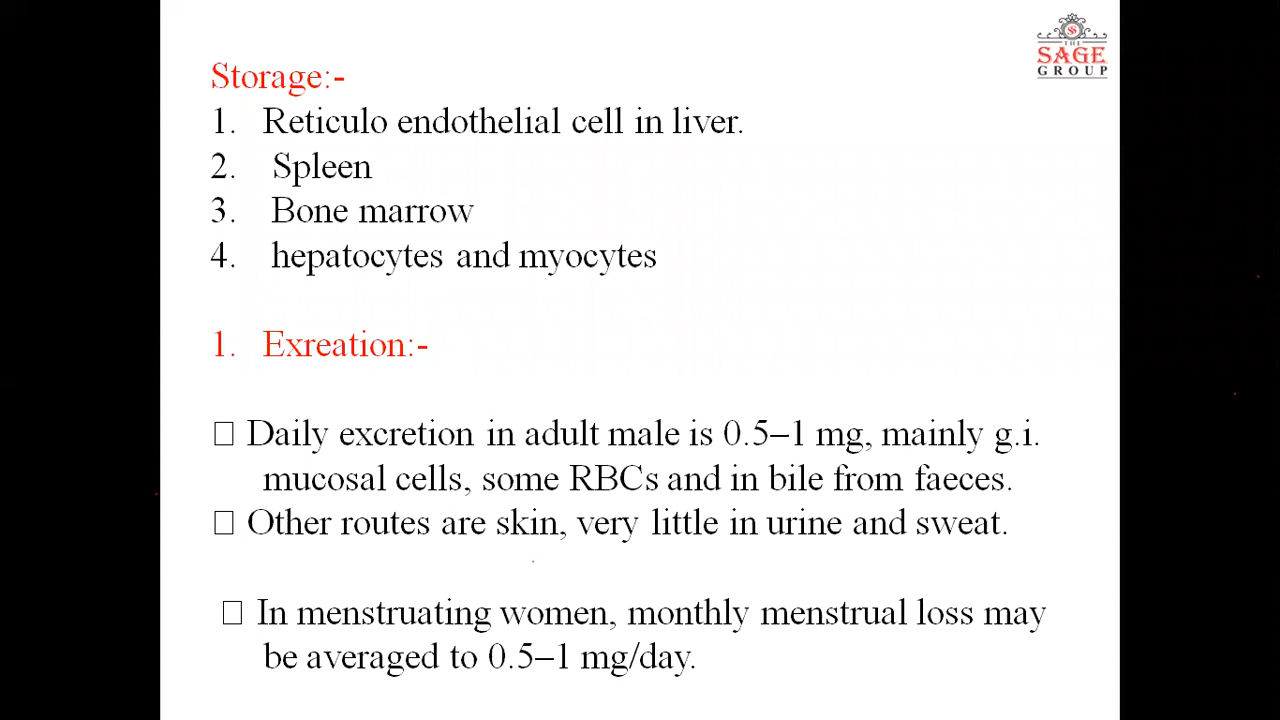 THE
SAGE
GROUP
Storage:-
1. Reticulo endothelial cell in liver.
2. Spleen
3. Bone marrow
4. hepatocytes and myocytes
1. Exreation:-
□ Daily excretion in adult male is 0.5–1 mg, mainly g.i.
mucosal cells, some RBCs and in bile from faeces.
□ Other routes are skin, very little in urine and sweat.
□ In menstruating women, monthly menstrual loss may
be averaged to 0.5–1 mg/day.